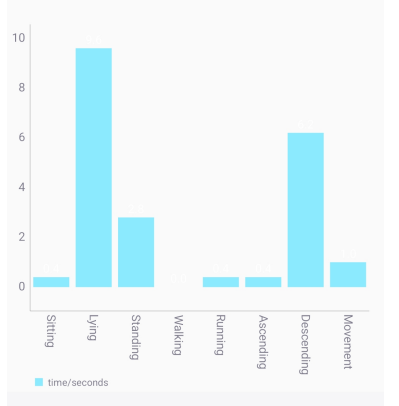 10
8
6
4
2
0
Sitting
Lying
Standing
Walking
Running
Ascending
Descending
Movement
time/seconds